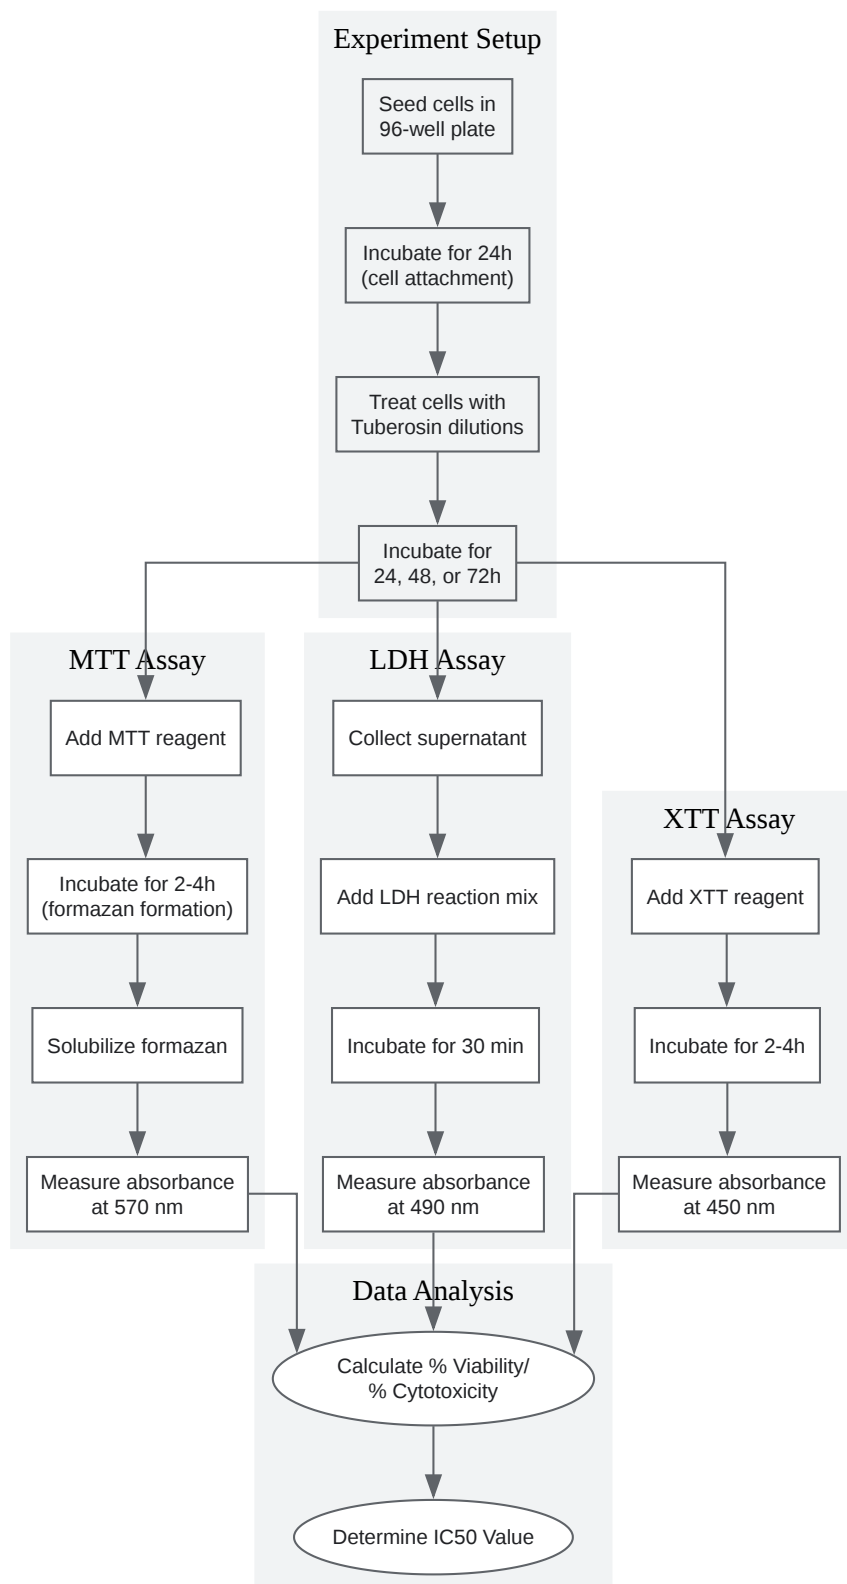 Experiment Setup
Seed cells in
96-well plate
Incubate for 24h
(cell attachment)
Treat cells with
Tuberosin dilutions
Incubate for
24, 48, or 72h
MTT Assay
Add MTT reagent
Incubate for 2-4h
(formazan formation)
Solubilize formazan
Measure absorbance
at 570 nm
LDH Assay
Collect supernatant
Add LDH reaction mix
Incubate for 30 min
Measure absorbance
at 490 nm
XTT Assay
Add XTT reagent
Incubate for 2-4h
Measure absorbance
at 450 nm
Data Analysis
Calculate % Viability/
% Cytotoxicity
Determine IC50 Value